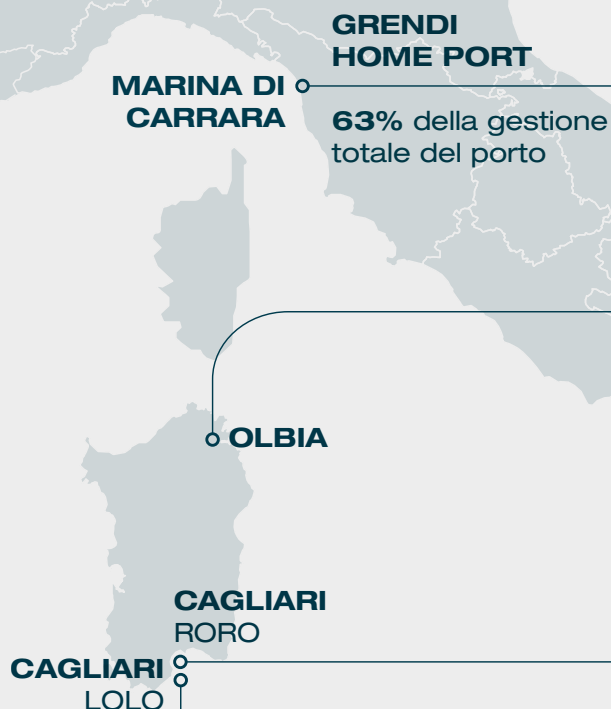 GRENDI
HOME PORT
MARINA DI
CARRARA
63% della gestione
totale del porto
OLBIA
CAGLIARI
RORO
CAGLIARI
LOLO